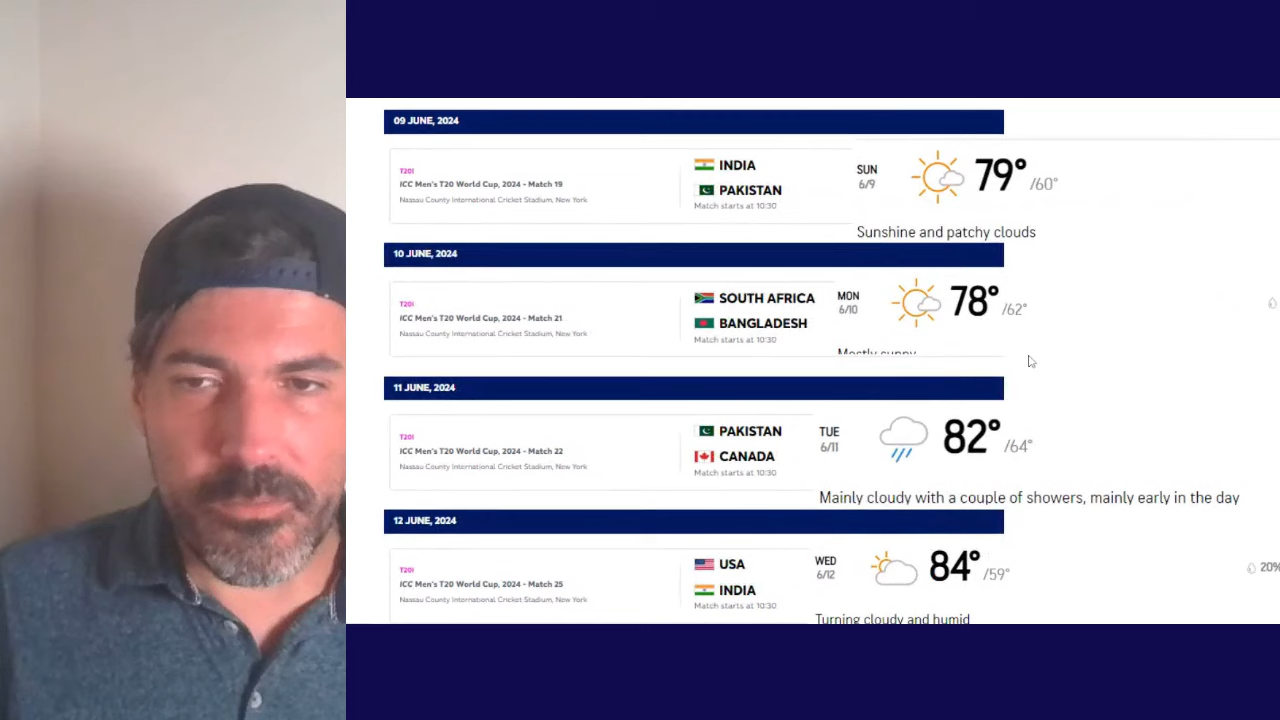 09 JUNE, 2024
T20I
ICC Men's T20 World Cup, 2024 - Match 19
Nassau County International Cricket Stadium, New York
INDIA
PAKISTAN
Match starts at 10:30
SUN
6/9
79° /60°
Sunshine and patchy clouds
10 JUNE, 2024
T20I
ICC Men's T20 World Cup, 2024 - Match 21
Nassau County International Cricket Stadium, New York
SOUTH AFRICA
BANGLADESH
Match starts at 10:30
MON
6/10
78° /62°
Mostly sunny
11 JUNE, 2024
T20I
ICC Men's T20 World Cup, 2024 - Match 22
Nassau County International Cricket Stadium, New York
PAKISTAN
CANADA
Match starts at 10:30
TUE
6/11
82° /64°
Mainly cloudy with a couple of showers, mainly early in the day
12 JUNE, 2024
T20I
ICC Men's T20 World Cup, 2024 - Match 25
Nassau County International Cricket Stadium, New York
USA
INDIA
Match starts at 10:30
WED
6/12
84° /59°
20%
Turning cloudy and humid